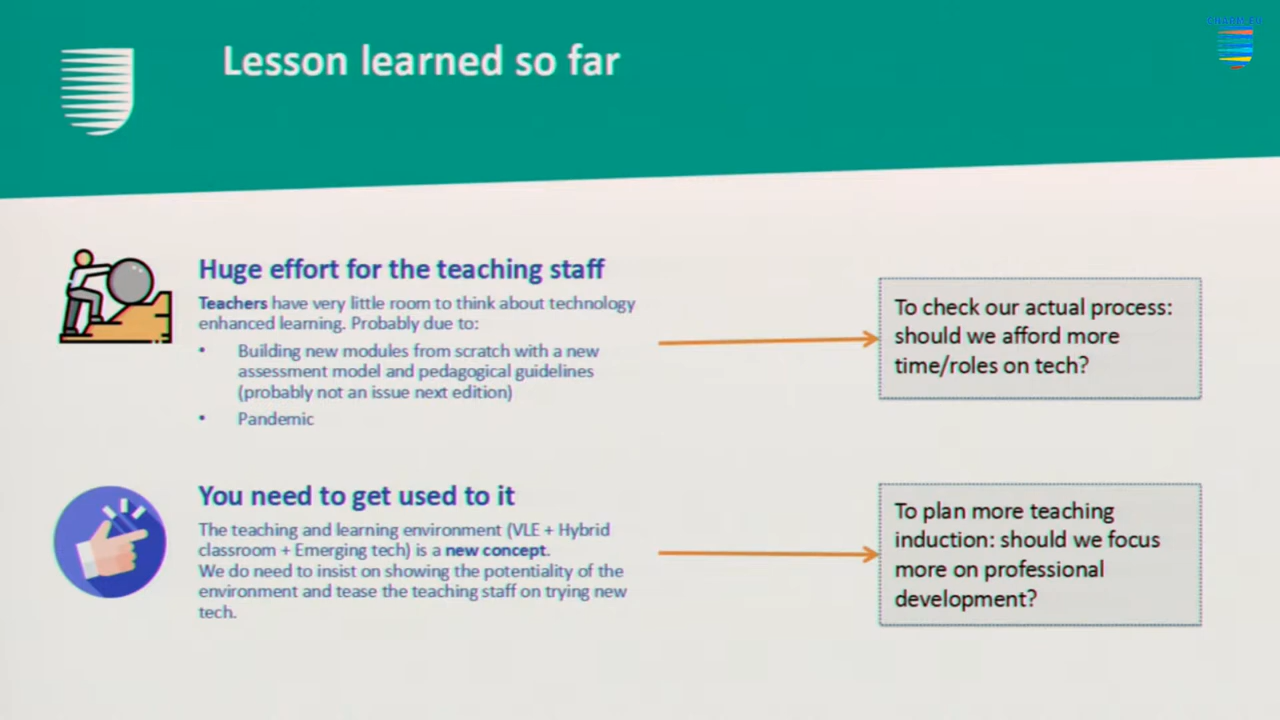 CHARM-EU
Lesson learned so far
Huge effort for the teaching staff
Teachers have very little room to think about technology
enhanced learning. Probably due to:
• Building new modules from scratch with a new
assessment model and pedagogical guidelines
(probably not an issue next edition)
• Pandemic
To check our actual process:
should we afford more
time/roles on tech?
You need to get used to it
The teaching and learning environment (VLE + Hybrid
classroom + Emerging tech) is a new concept.
We do need to insist on showing the potentiality of the
environment and tease the teaching staff on trying new
tech.
To plan more teaching
induction: should we focus
more on professional
development?